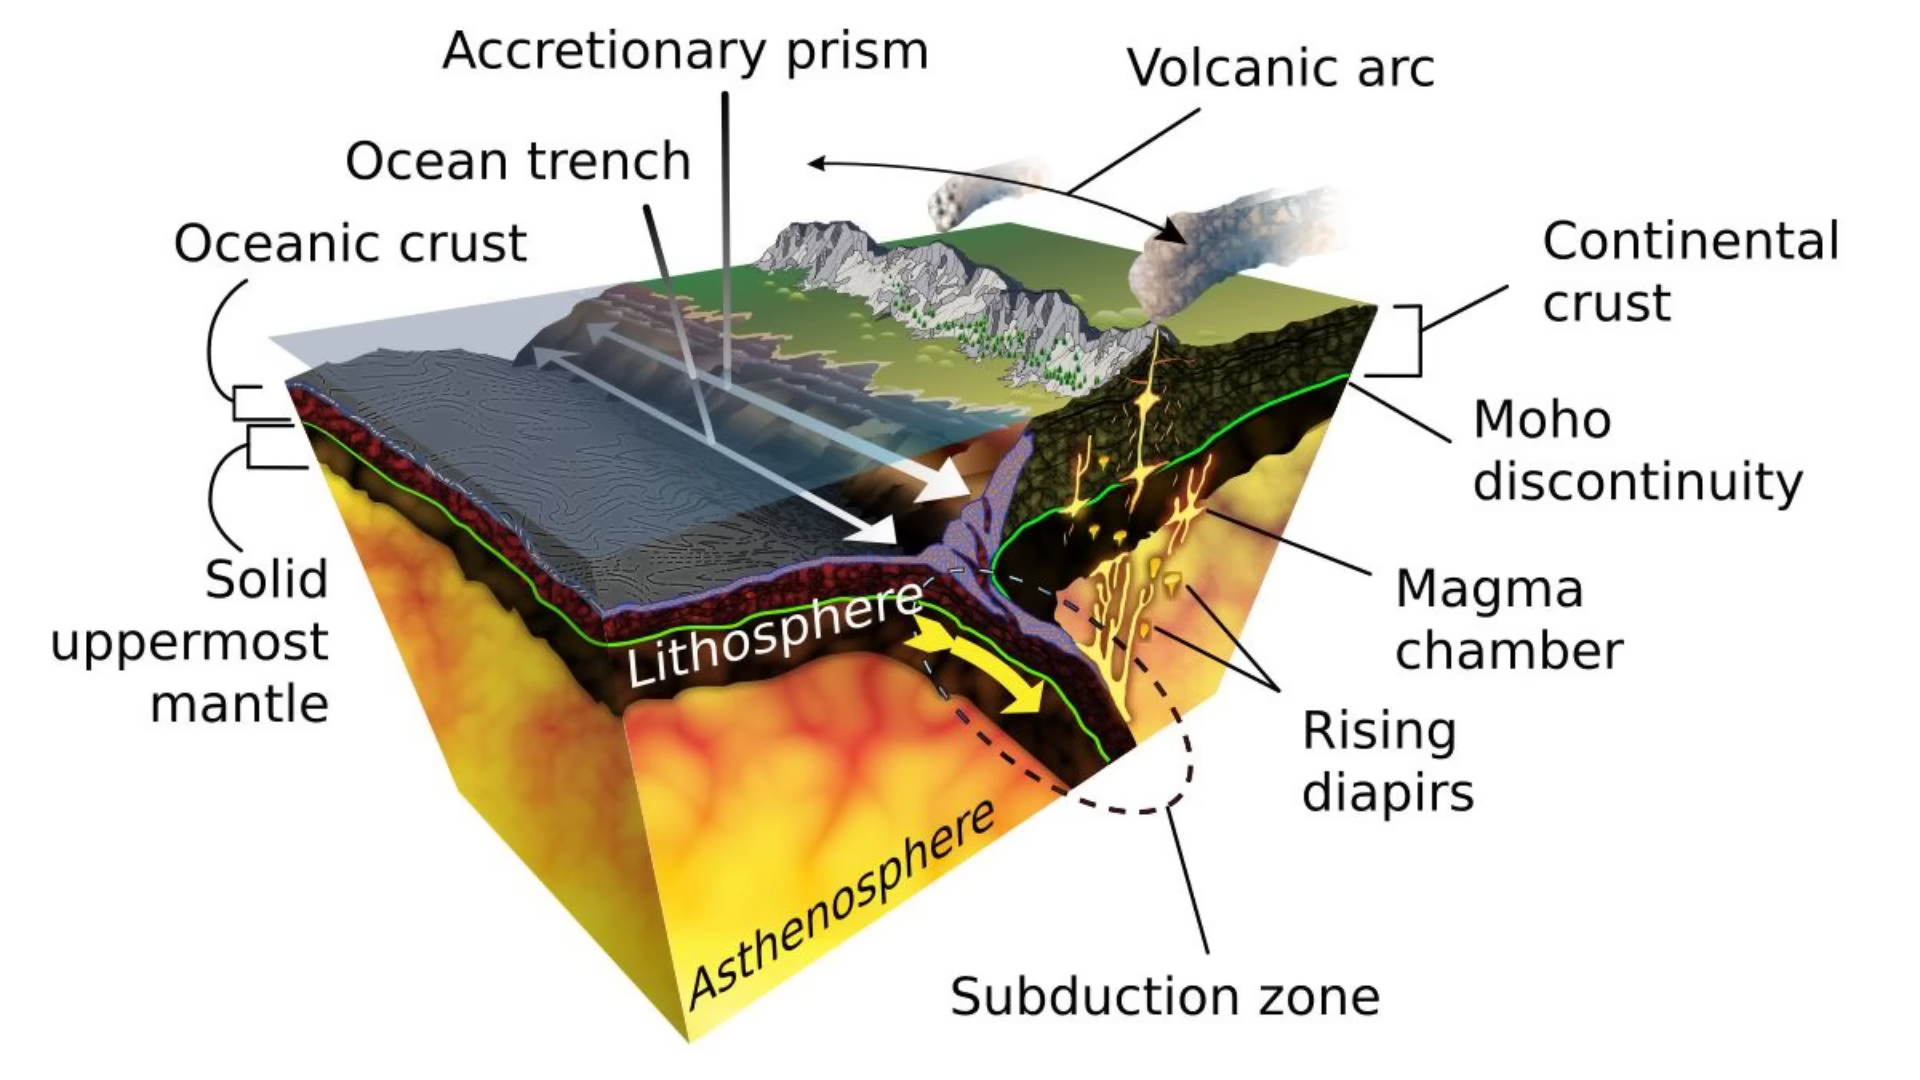 Accretionary prism
Volcanic arc
Ocean trench
Oceanic crust
Continental
crust
Moho
discontinuity
Solid
uppermost
mantle
Lithosphere
Magma
chamber
Rising
diapirs
Asthenosphere
Subduction zone